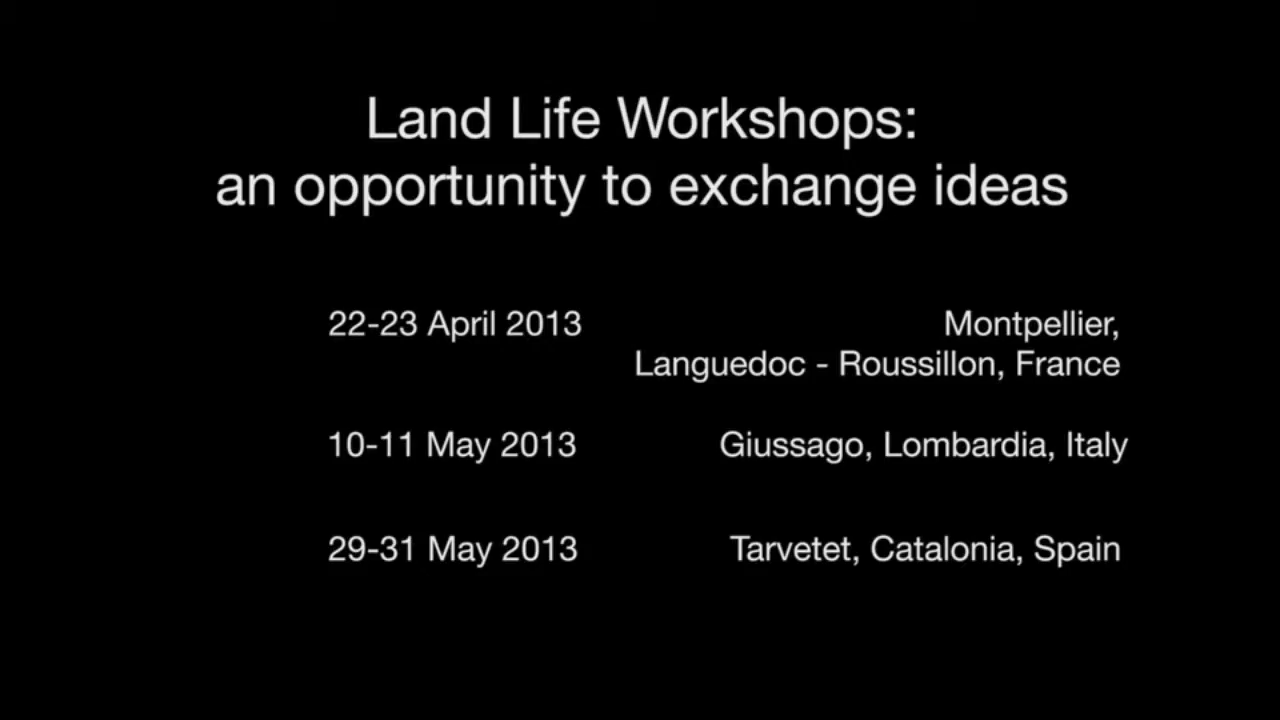 Land Life Workshops:
an opportunity to exchange ideas
22-23 April 2013 Montpellier,
Languedoc - Roussillon, France
10-11 May 2013 Giussago, Lombardia, Italy
29-31 May 2013 Tarvetet, Catalonia, Spain